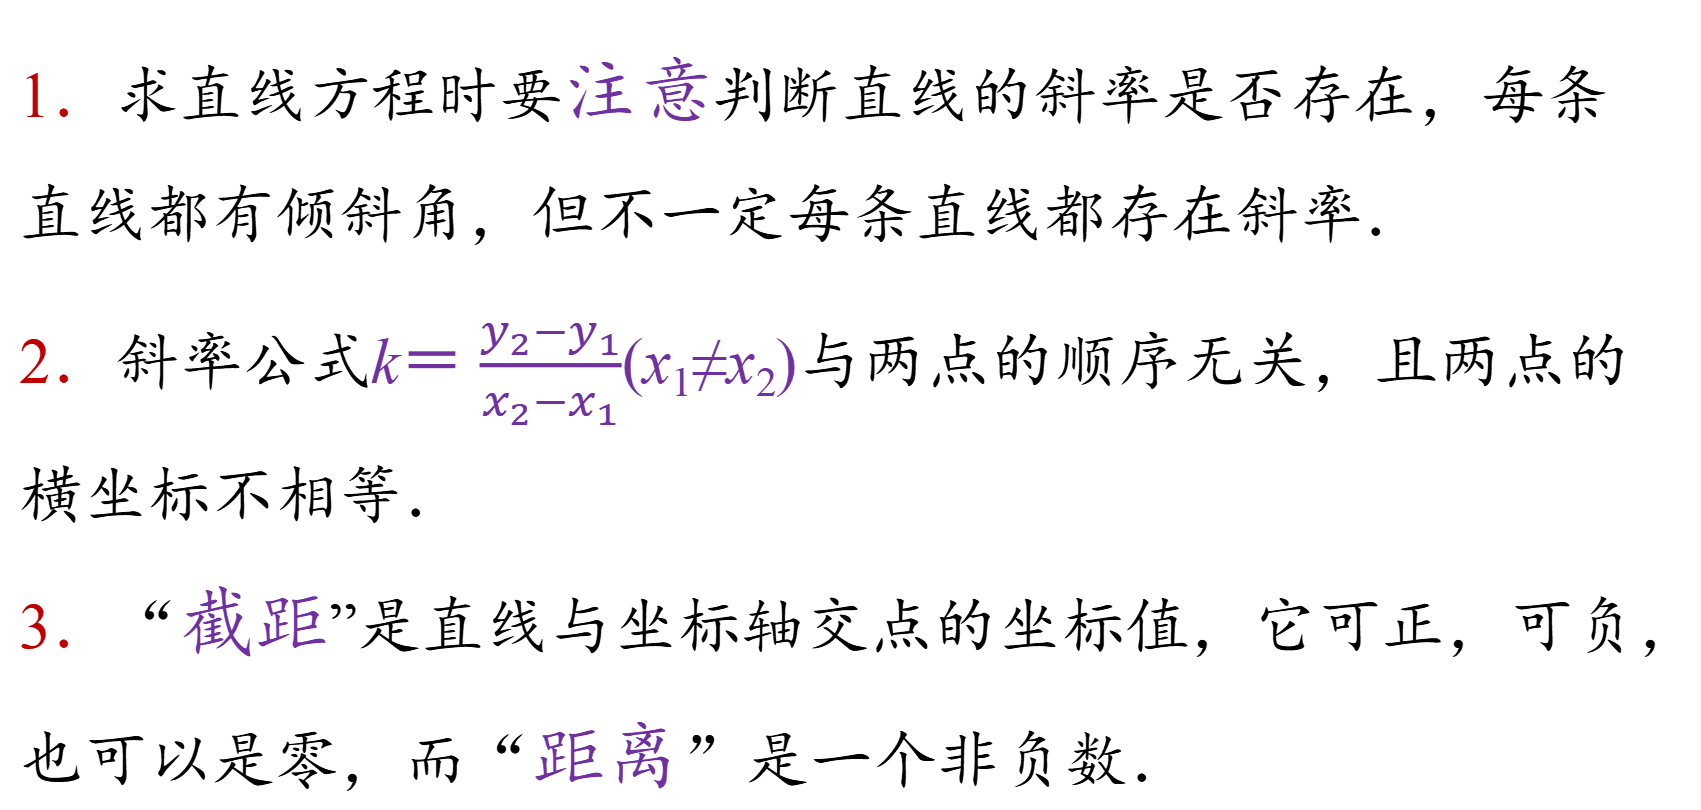 1. 求直线方程时要注意判断直线的斜率是否存在，每条
直线都有倾斜角，但不一定每条直线都存在斜率．
2. 斜率公式k＝\frac{y₂−y₁}{x₂−x₁}(x₁≠x₂)与两点的顺序无关，且两点的
横坐标不相等．
3. “截距”是直线与坐标轴交点的坐标值，它可正，可负，
也可以是零，而“距离”是一个非负数．